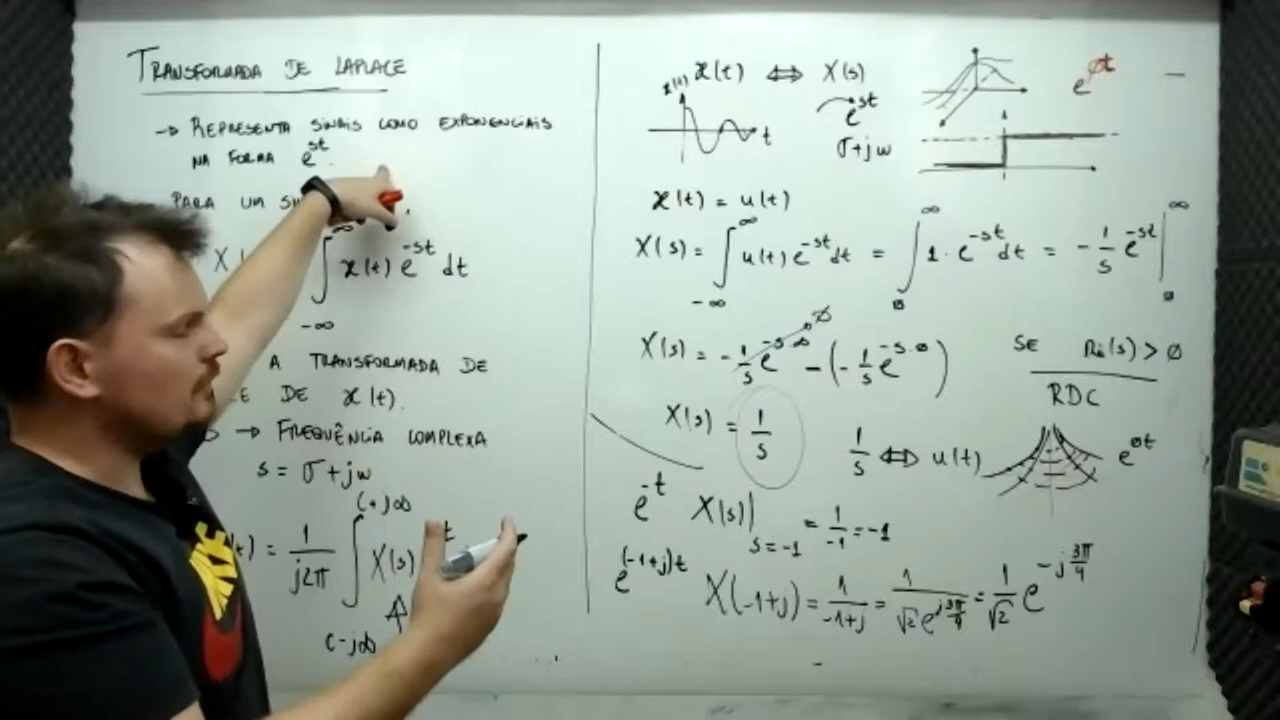 TRANSFORMADA DE LAPLACE
→ REPRESENTA SINAIS COMO EXPONENCIAIS
NA FORMA e^{st}.
PARA UM
X(
∫_{-∞}^{∞} x(t) e^{-st} dt
A TRANSFORMADA DE
DE x(t).
→ FREQUÊNCIA COMPLEXA
s = σ + jω
) = 1/(j2π) ∫_{c-j∞}^{c+j∞} X(s)
x(t) ⇔ X(s)
x(t)
t
e^{st}
σ+jω
e^{0t}
x(t) = u(t)
X(s) = ∫_{-∞}^{∞} u(t) e^{-st} dt = ∫_{0}^{∞} 1 · e^{-st} dt = -1/s e^{-st} |_{0}^{∞}
X(s) = -1/s e^{-s·∞} - (-1/s e^{-s·0})
0
SE Re(s) > 0
RDC
X(s) = 1/s
1/s ⇔ u(t)
e^{σt}
e^{-t} X(s)|_{s=-1} = 1/-1 = -1
e^{(-1+j)t} X(-1+j) = 1/(-1+j) = 1/(√2 e^{j3π/4}) = 1/√2 e^{-j3π/4}